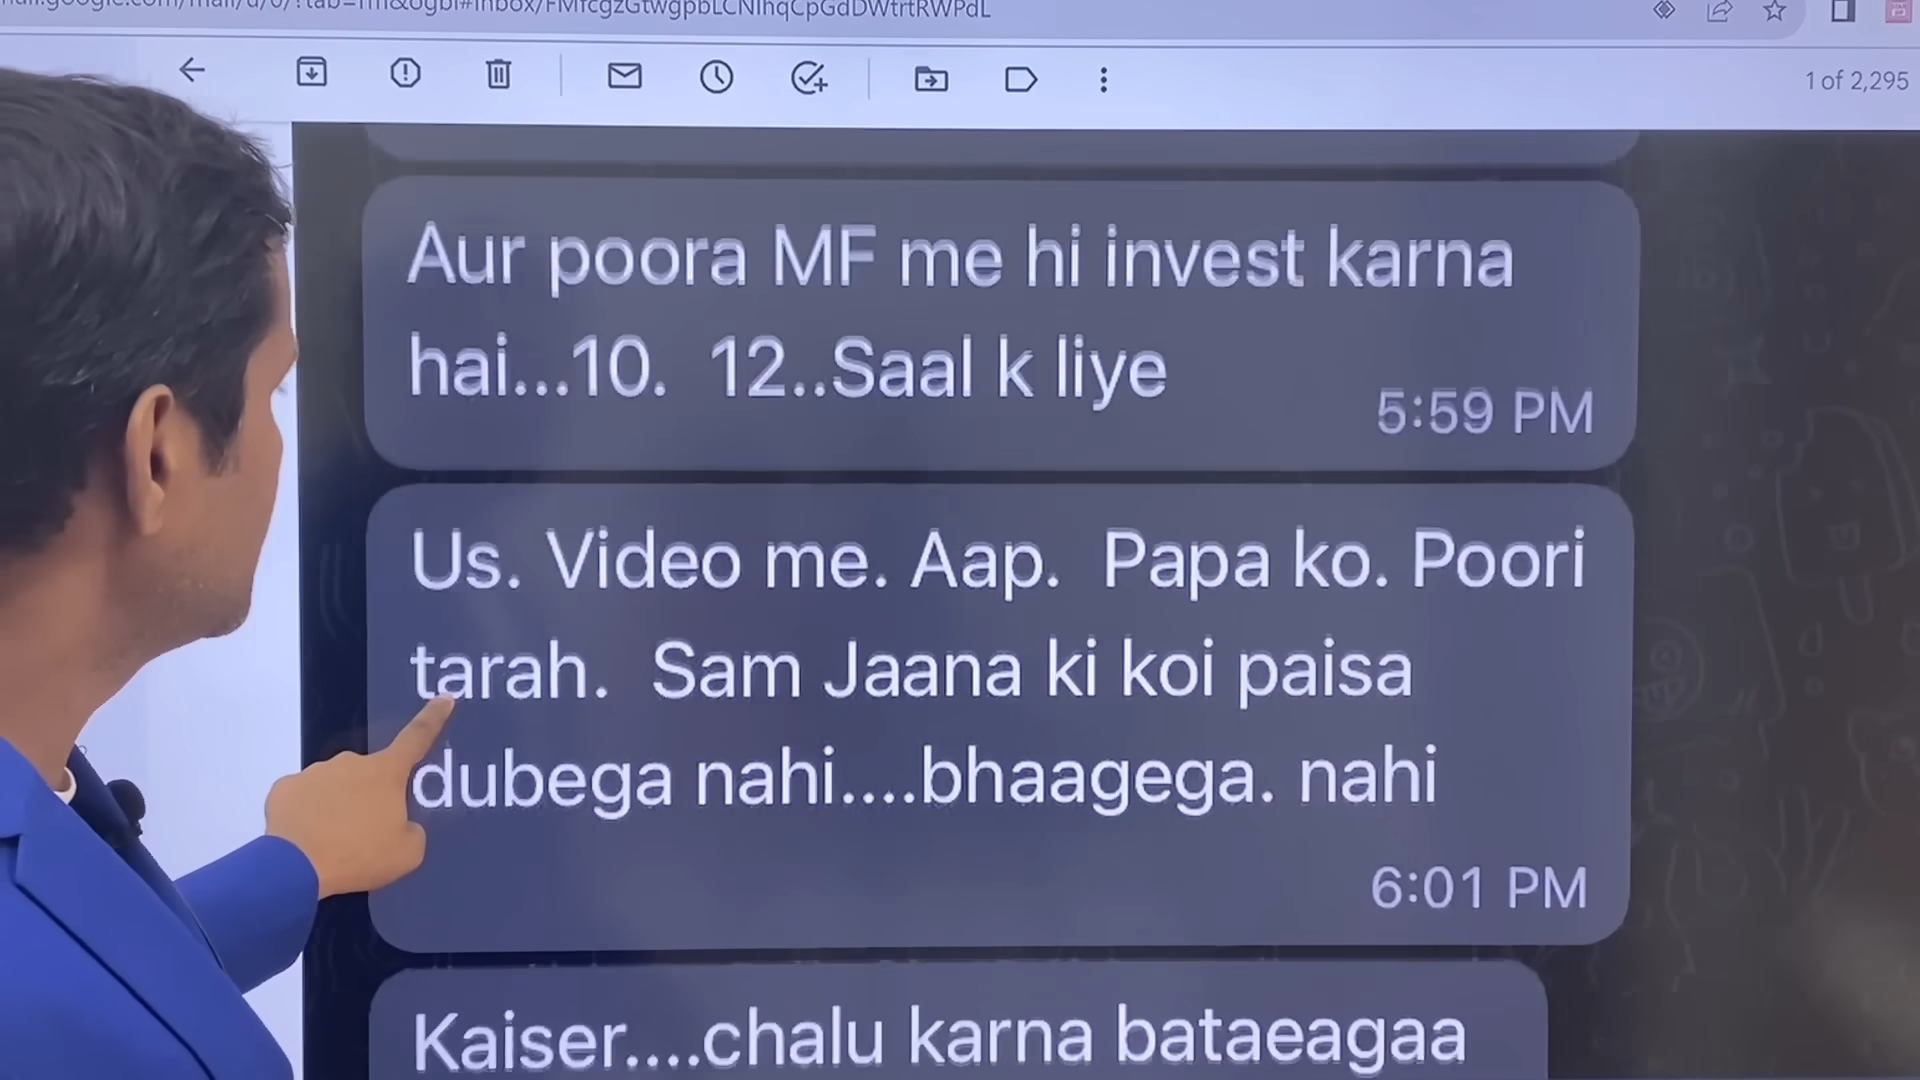 1 of 2,295
Aur poora MF me hi invest karna
hai...10. 12..Saal k liye
5:59 PM
Us. Video me. Aap. Papa ko. Poori
tarah. Sam Jaana ki koi paisa
dubega nahi....bhaagega. nahi
6:01 PM
Kaiser....chalu karna bataeagaa